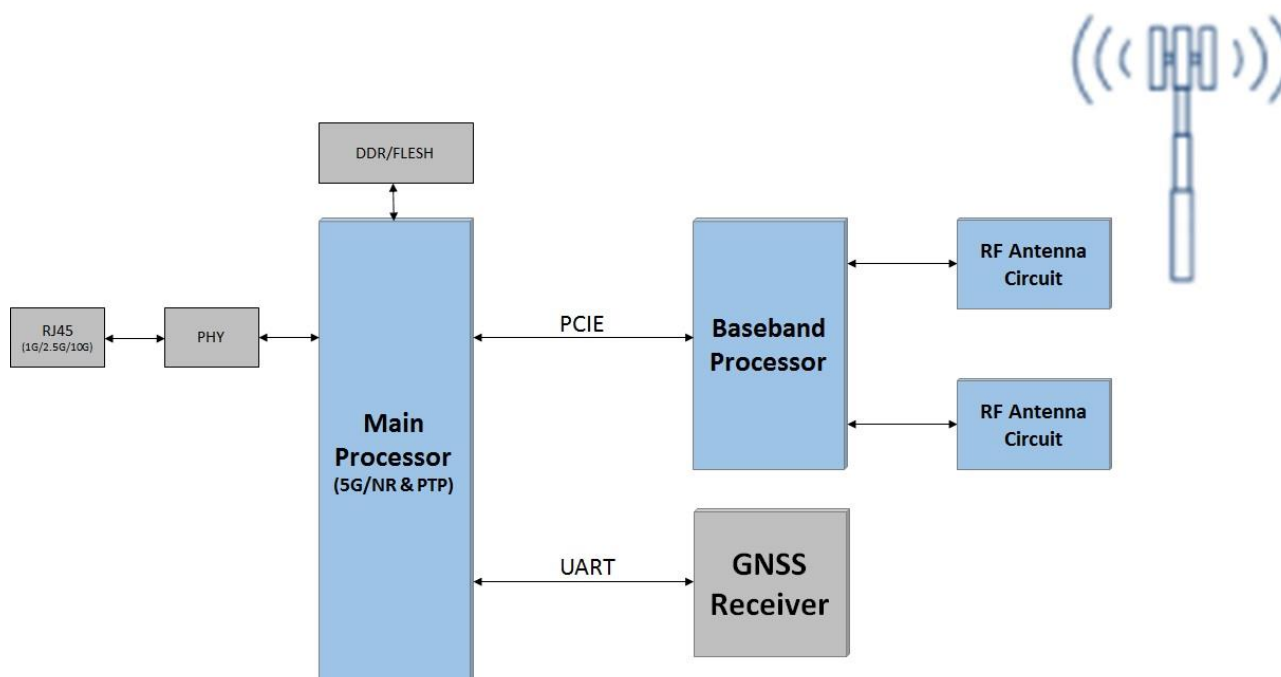 DDR/FLESH
RF Antenna
Circuit
RJ45
(1G/2.5G/10G)
PHY
PCIE
Baseband
Processor
Main
Processor
(5G/NR & PTP)
RF Antenna
Circuit
UART
GNSS
Receiver